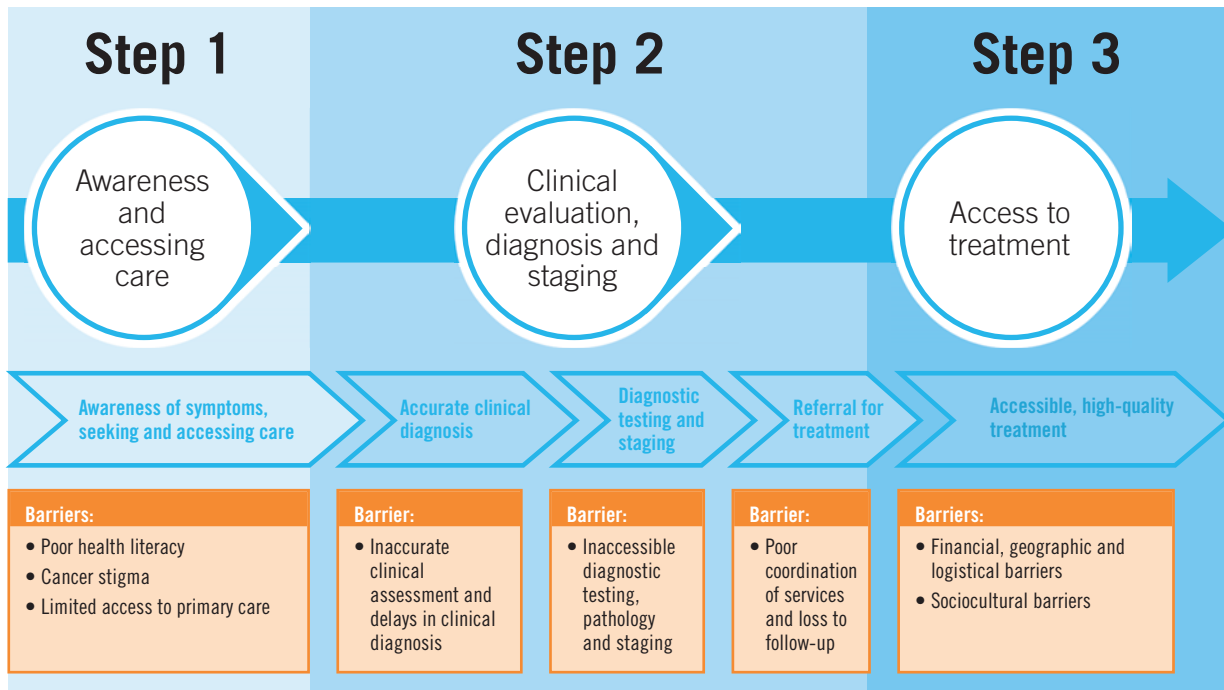 Step 1
Step 2
Step 3
Awareness
and
accessing
care
Clinical
evaluation,
diagnosis and
staging
Access to
treatment
Awareness of symptoms,
seeking and accessing care
Accurate clinical
diagnosis
Diagnostic
testing and
staging
Referral for
treatment
Accessible, high-quality
treatment
Barriers:
• Poor health literacy
• Cancer stigma
• Limited access to primary care
Barrier:
• Inaccurate
clinical
assessment and
delays in clinical
diagnosis
Barrier:
• Inaccessible
diagnostic
testing,
pathology
and staging
Barrier:
• Poor
coordination
of services
and loss to
follow-up
Barriers:
• Financial, geographic and
logistical barriers
• Sociocultural barriers